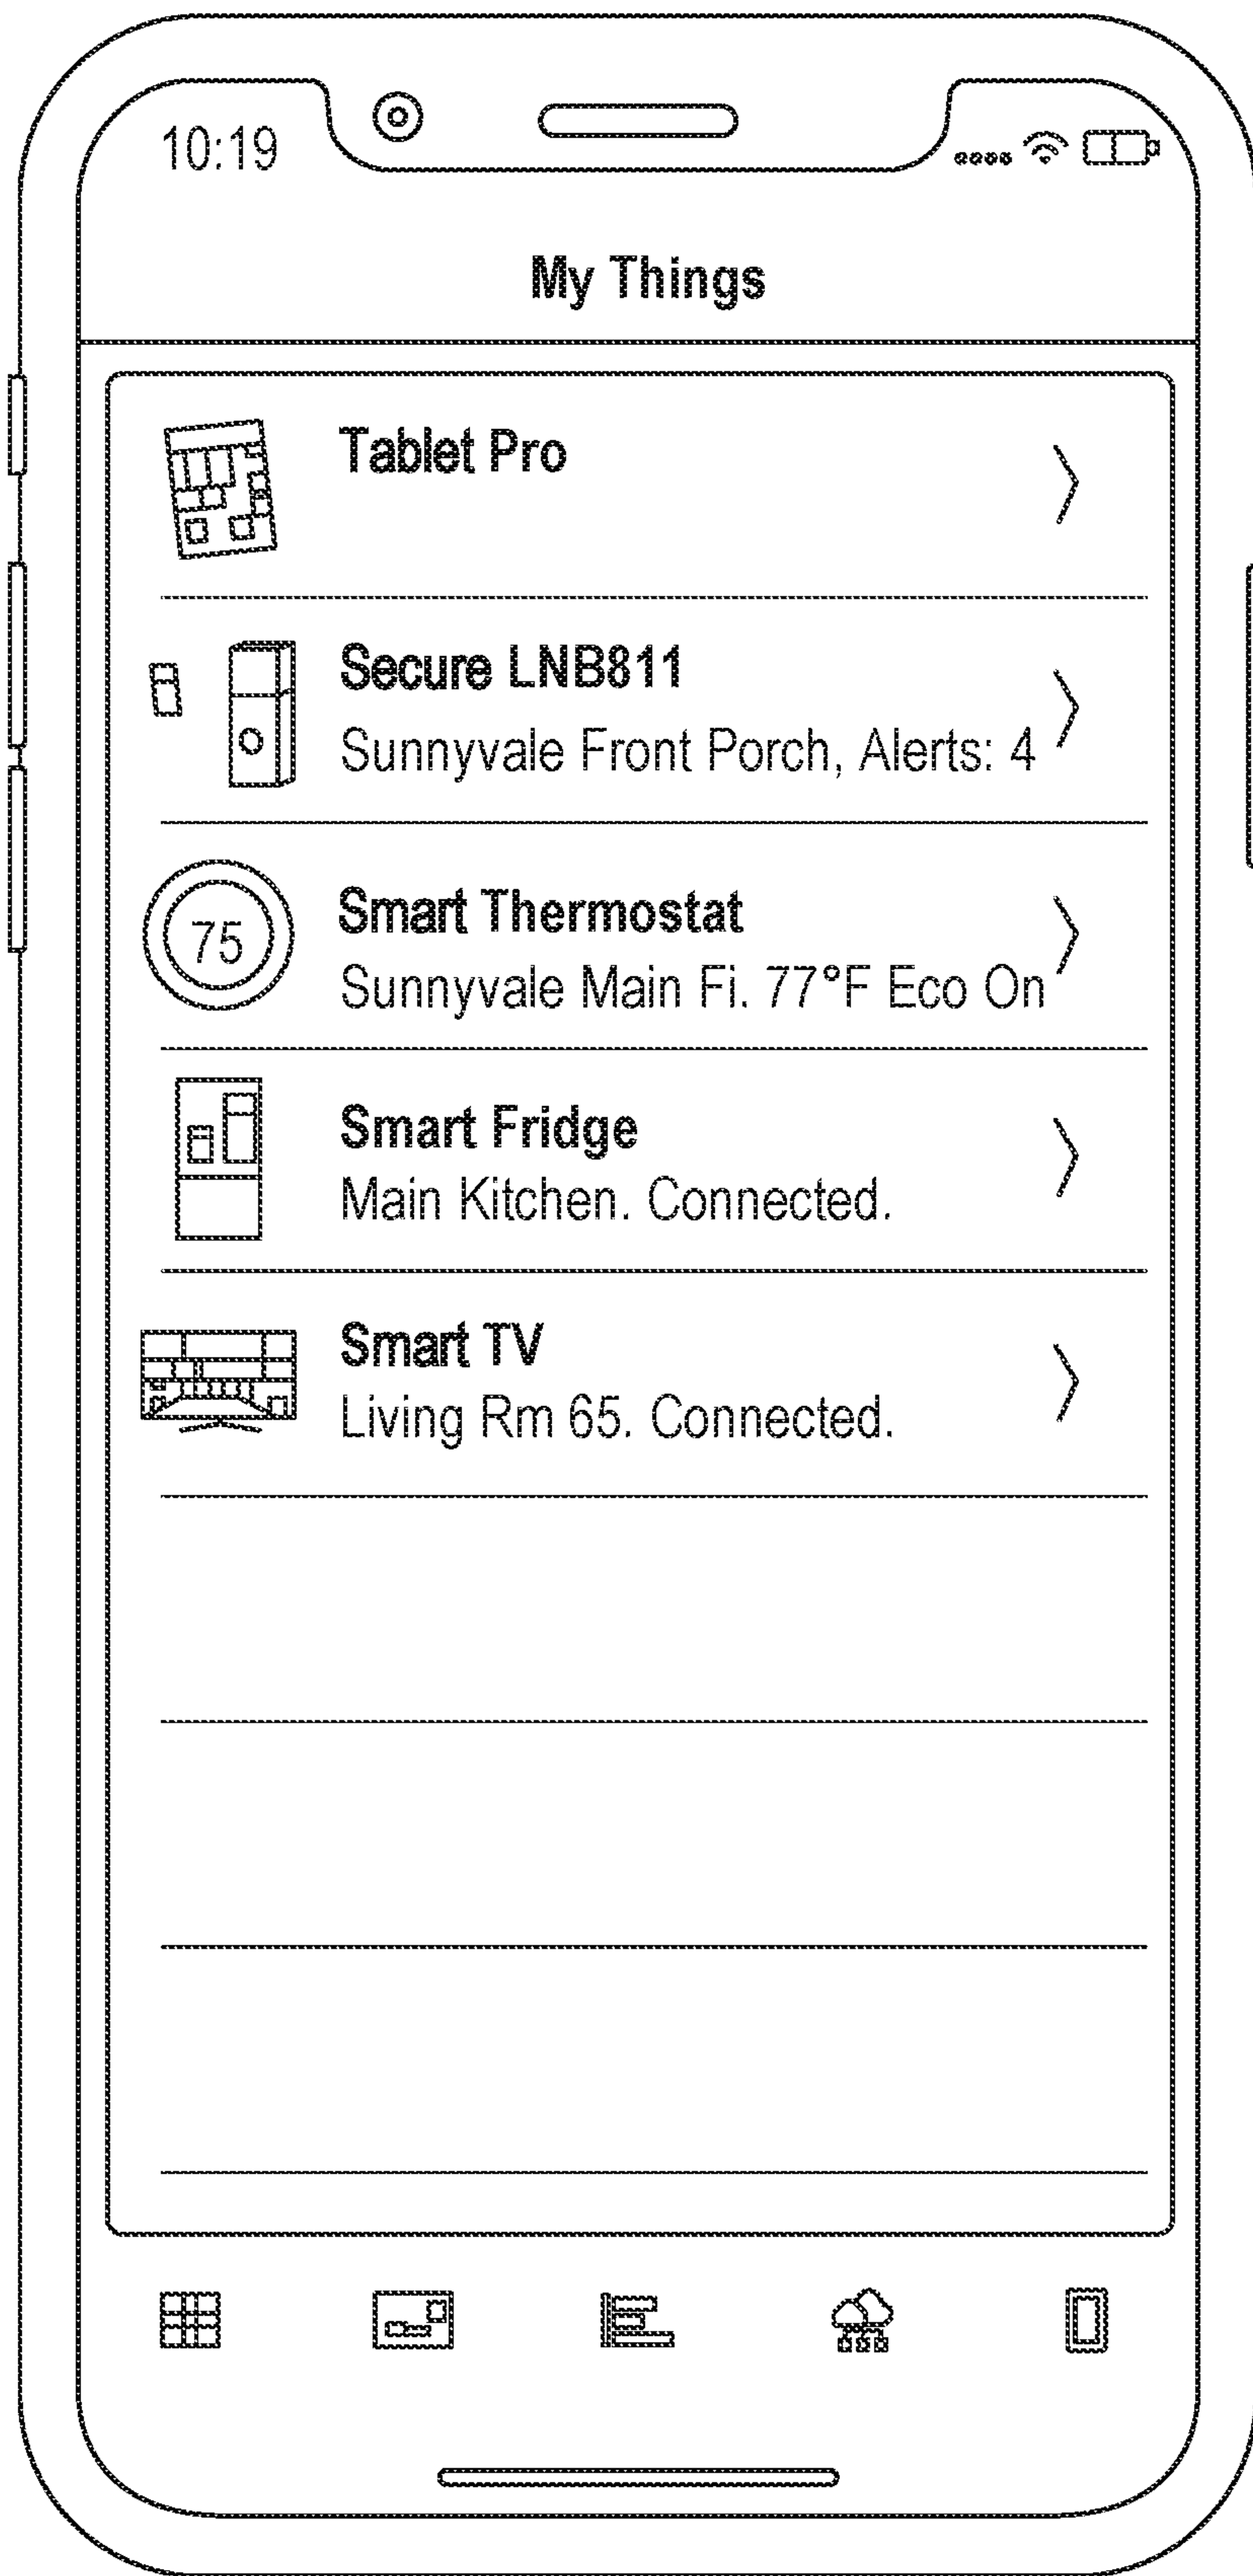 10:19
My Things
Tablet Pro
Secure LNB811
Sunnyvale Front Porch, Alerts: 4
75
Smart Thermostat
Sunnyvale Main Fi. 77°F Eco On
Smart Fridge
Main Kitchen. Connected.
Smart TV
Living Rm 65. Connected.